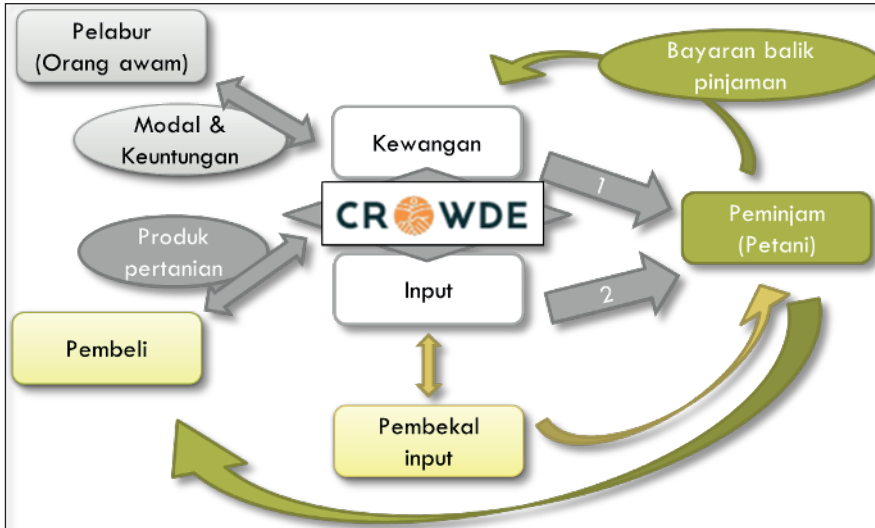 Pelabur
(Orang awam)
Bayaran balik
pinjaman
Modal &
Keuntungan
Kewangan
1
CROWDE
Peminjam
(Petani)
Produk
pertanian
Input
2
Pembeli
Pembekal
input